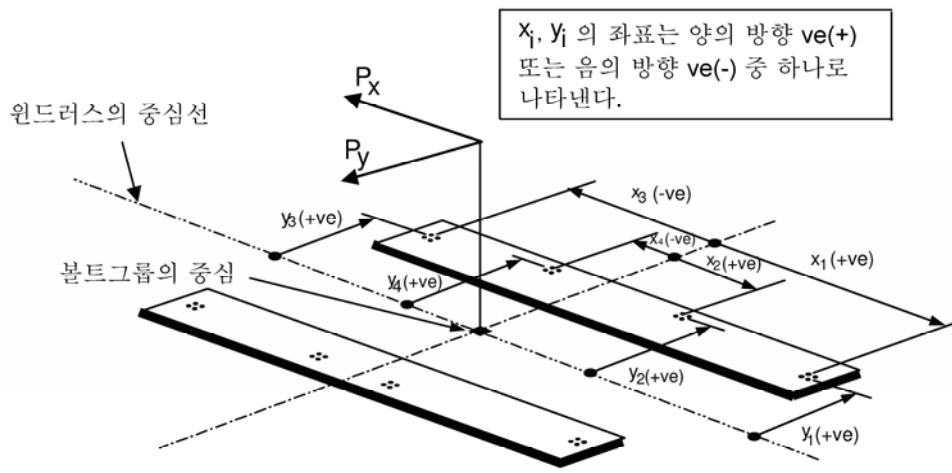 xi, yi 의 좌표는 양의 방향 ve(+)
또는 음의 방향 ve(-) 중 하나로
나타낸다.
Px
윈드러스의 중심선
Py
x3 (-ve)
y3(+ve)
x4(-ve)
x2(+ve)
x1(+ve)
볼트그룹의 중심
y4(+ve)
y2(+ve)
y1(+ve)